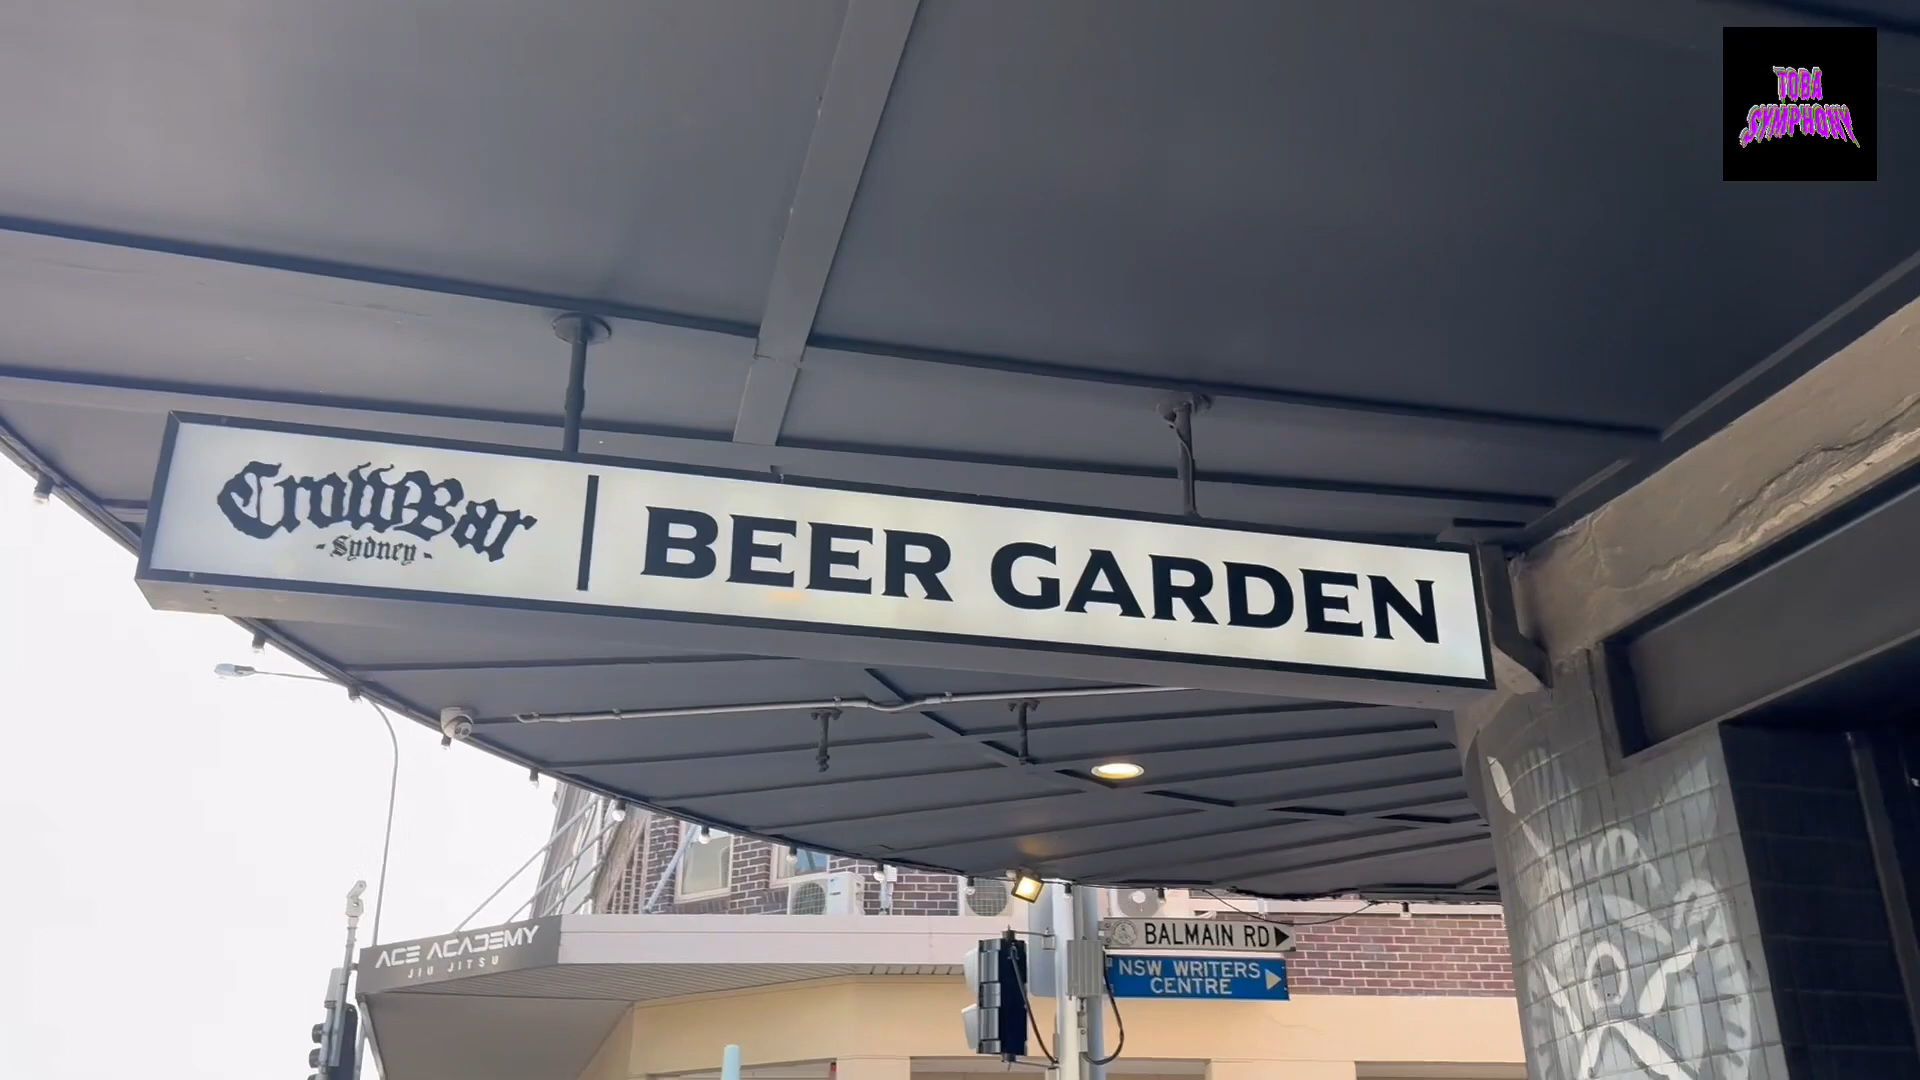 TOBA
SYMPHONY
CrowBar
- Sydney -
BEER GARDEN
ACE ACADEMY
JIU JITSU
BALMAIN RD
NSW WRITERS
CENTRE